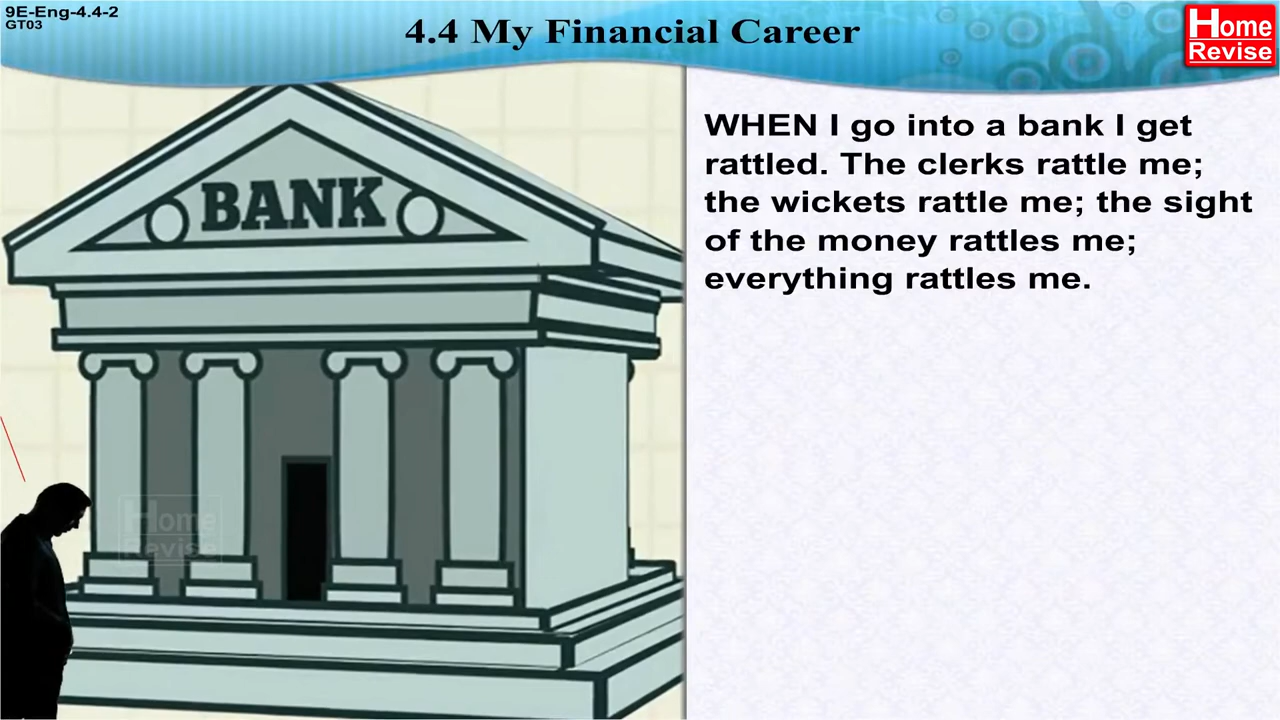 9E-Eng-4.4-2
GT03
4.4 My Financial Career
Home
Revise
BANK
WHEN I go into a bank I get
rattled. The clerks rattle me;
the wickets rattle me; the sight
of the money rattles me;
everything rattles me.
Home
Revise